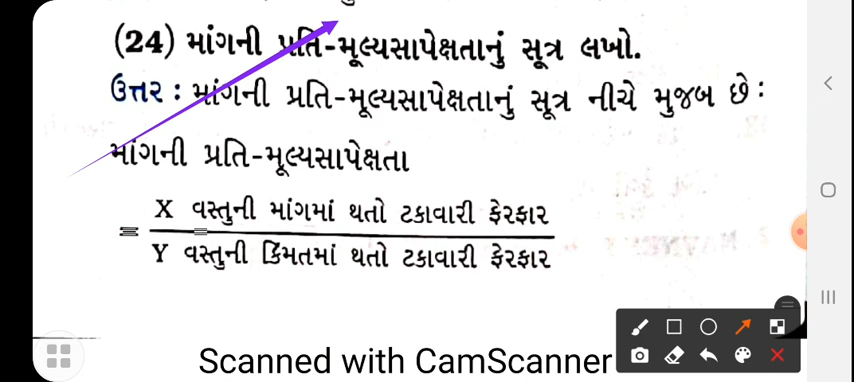 (24) માંગની પ્રતિ-મૂલ્યસાપેક્ષતાનું સૂત્ર લખો.
ઉત્તર : માંગની પ્રતિ-મૂલ્યસાપેક્ષતાનું સૂત્ર નીચે મુજબ છે :
માંગની પ્રતિ-મૂલ્યસાપેક્ષતા
= X વસ્તુની માંગમાં થતો ટકાવારી ફેરફાર
Y વસ્તુની કિંમતમાં થતો ટકાવારી ફેરફાર
Scanned with CamScanner